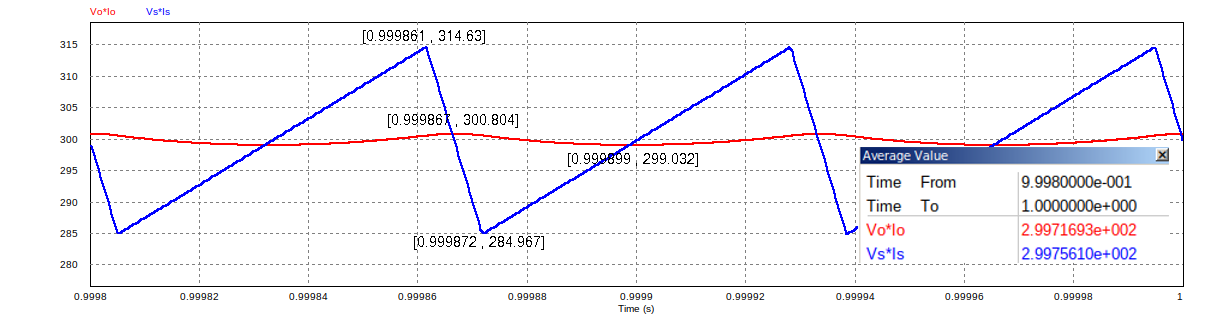 Vo*Io Vs*Is
315
[0.999861 , 314.63]
310
305
[0.999867 , 300.804]
300
[0.999899 , 299.032]
Average Value
295
Time From 9.9980000e-001
290
Time To 1.0000000e+000
285
Vo*Io 2.9971693e+002
[0.999872 , 284.967]
Vs*Is 2.9975610e+002
280
0.9998 0.99982 0.99984 0.99986 0.99988 0.9999 0.99992 0.99994 0.99996 0.99998 1
Time (s)